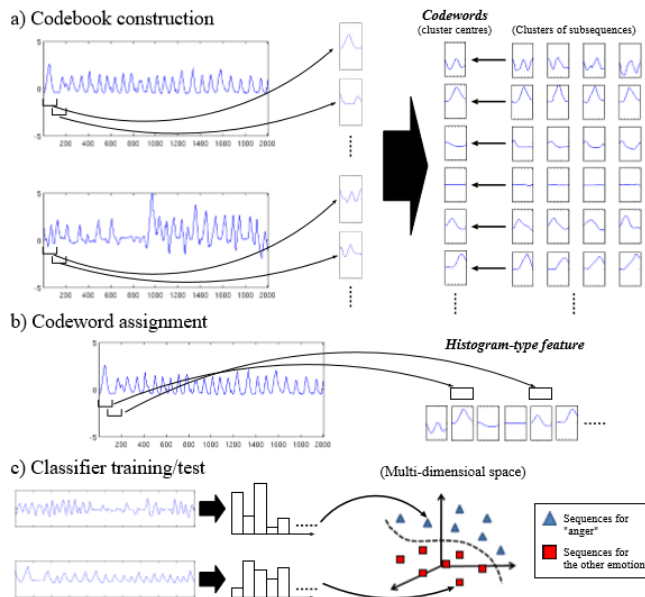 a) Codebook construction
Codewords
(cluster centres)
(Clusters of subsequences)
5
0
-5
200 400 600 800 1000 1200 1400 1600 1800 2000
5
0
-5
200 400 600 800 1000 1200 1400 1600 1800 2000
b) Codeword assignment
Histogram-type feature
5
0
-5
200 400 600 800 1000 1200 1400 1600 1800 2000
c) Classifier training/test
(Multi-dimensioal space)
Sequences for
"anger"
Sequences for
the other emotion